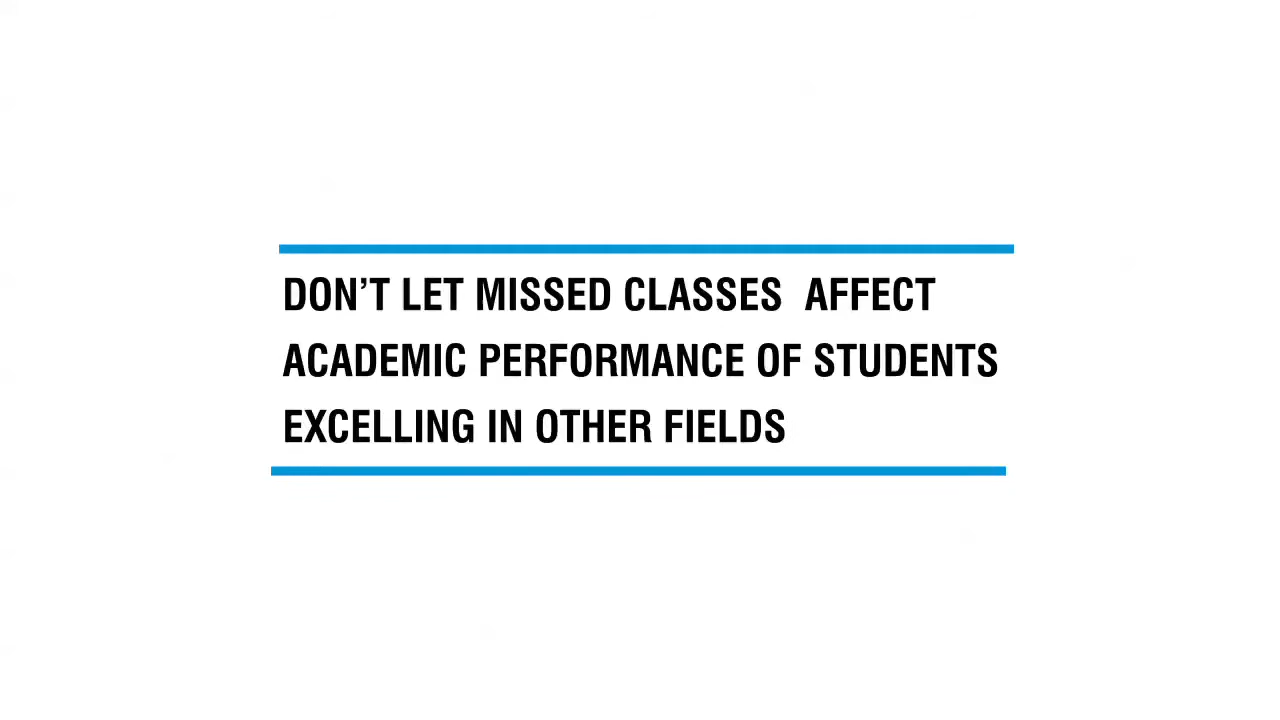 DON’T LET MISSED CLASSES  AFFECT
ACADEMIC PERFORMANCE OF STUDENTS
EXCELLING IN OTHER FIELDS